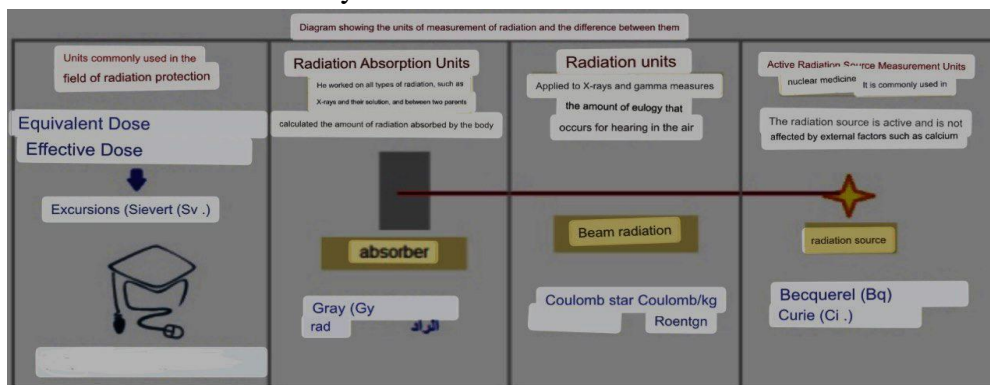 Diagram showing the units of measurement of radiation and the difference between them
Units commonly used in the
field of radiation protection
Equivalent Dose
Effective Dose
Excursions (Sievert (Sv .)
Radiation Absorption Units
He worked on all types of radiation, such as
X-rays and their solution, and between two parents
calculated the amount of radiation absorbed by the body
absorber
Gray (Gy
rad الراد
Radiation units
Applied to X-rays and gamma measures
the amount of eulogy that
occurs for hearing in the air
Beam radiation
Coulomb star Coulomb/kg
Roentgn
Active Radiation Source Measurement Units
nuclear medicine It is commonly used in
The radiation source is active and is not
affected by external factors such as calcium
radiation source
Becquerel (Bq)
Curie (Ci .)